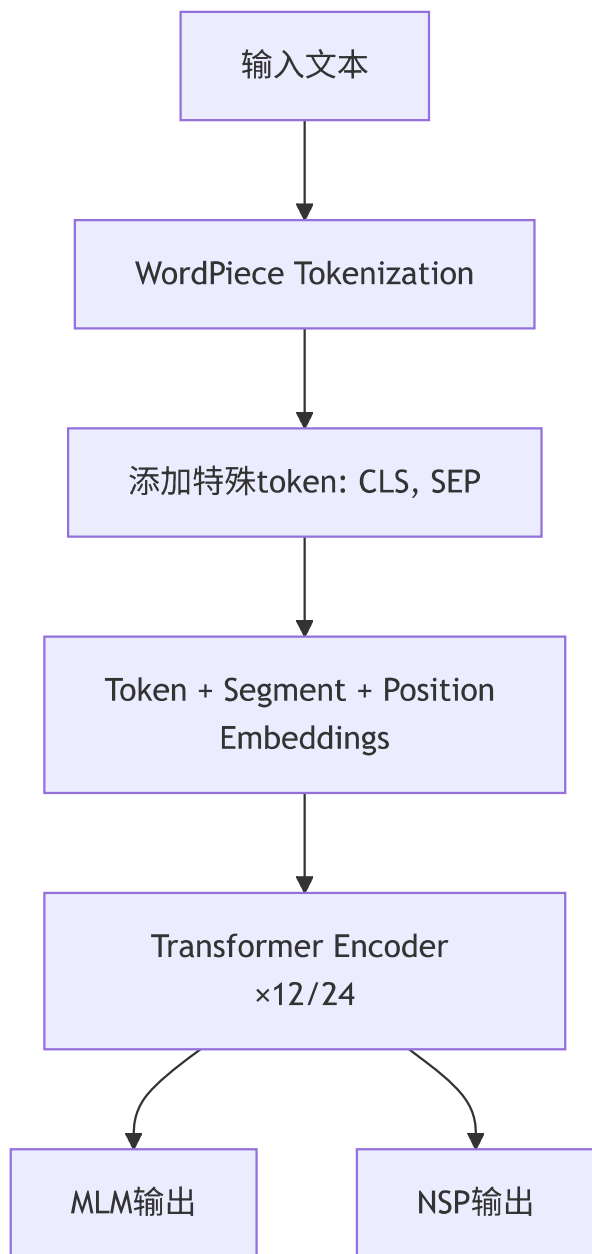 输入文本
WordPiece Tokenization
添加特殊token: CLS, SEP
Token + Segment + Position
Embeddings
Transformer Encoder
×12/24
MLM输出
NSP输出